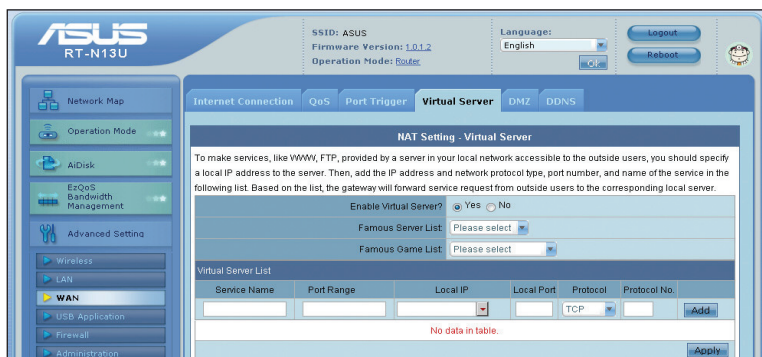 ASUS
RT-N13U
SSID: ASUS
Firmware Version: 1.0.1.2
Operation Mode: Router
Language:
English
Ok
Logout
Reboot
Network Map
Operation Mode
AiDisk
EzQoS
Bandwidth
Management
Advanced Setting
Wireless
LAN
WAN
USB Application
Firewall
Administration
Internet Connection QoS Port Trigger Virtual Server DMZ DDNS
NAT Setting - Virtual Server
To make services, like WWW, FTP, provided by a server in your local network accessible to the outside users, you should specify
a local IP address to the server. Then, add the IP address and network protocol type, port number, and name of the service in the
following list. Based on the list, the gateway will forward service request from outside users to the corresponding local server.
Enable Virtual Server? Yes No
Famous Server List: Please select
Famous Game List: Please select
Virtual Server List
Service Name Port Range Local IP Local Port Protocol Protocol No.
TCP Add
No data in table.
Apply